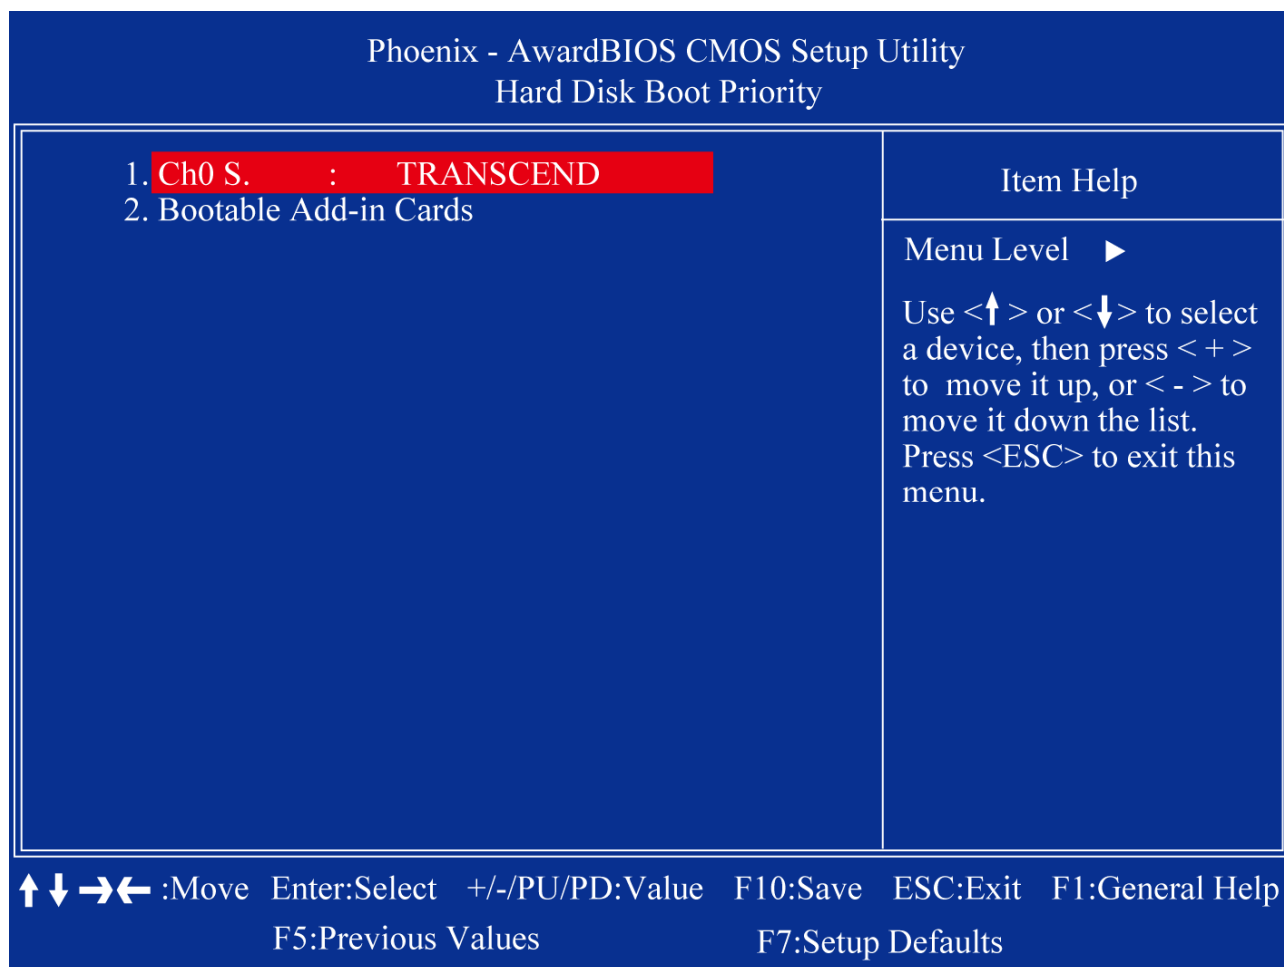 Phoenix - AwardBIOS CMOS Setup Utility
Hard Disk Boot Priority
1. Ch0 S. : TRANSCEND
2. Bootable Add-in Cards
Item Help
Menu Level ▶
Use <↑ > or <↓> to select
a device, then press < + >
to move it up, or < - > to
move it down the list.
Press <ESC> to exit this
menu.
↑ ↓ → ← :Move Enter:Select +/-/PU/PD:Value F10:Save ESC:Exit F1:General Help
F5:Previous Values F7:Setup Defaults